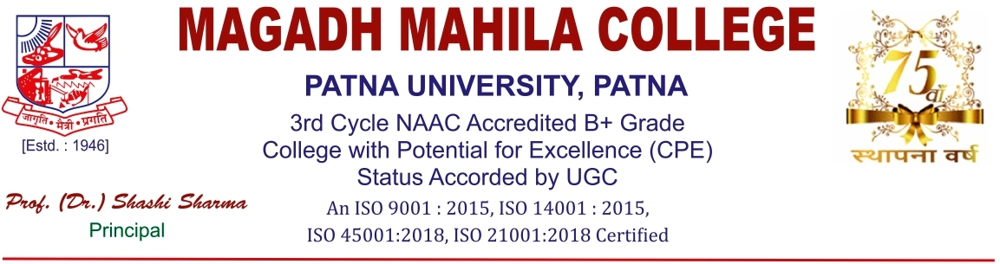 MAGADH MAHILA COLLEGE
PATNA UNIVERSITY, PATNA
3rd Cycle NAAC Accredited B+ Grade
College with Potential for Excellence (CPE)
Status Accorded by UGC
An ISO 9001 : 2015, ISO 14001 : 2015,
ISO 45001:2018, ISO 21001:2018 Certified
जागृति • मैत्री • प्रगति
[Estd. : 1946]
Prof. (Dr.) Shashi Sharma
Principal
75
वाँ
स्थापना वर्ष